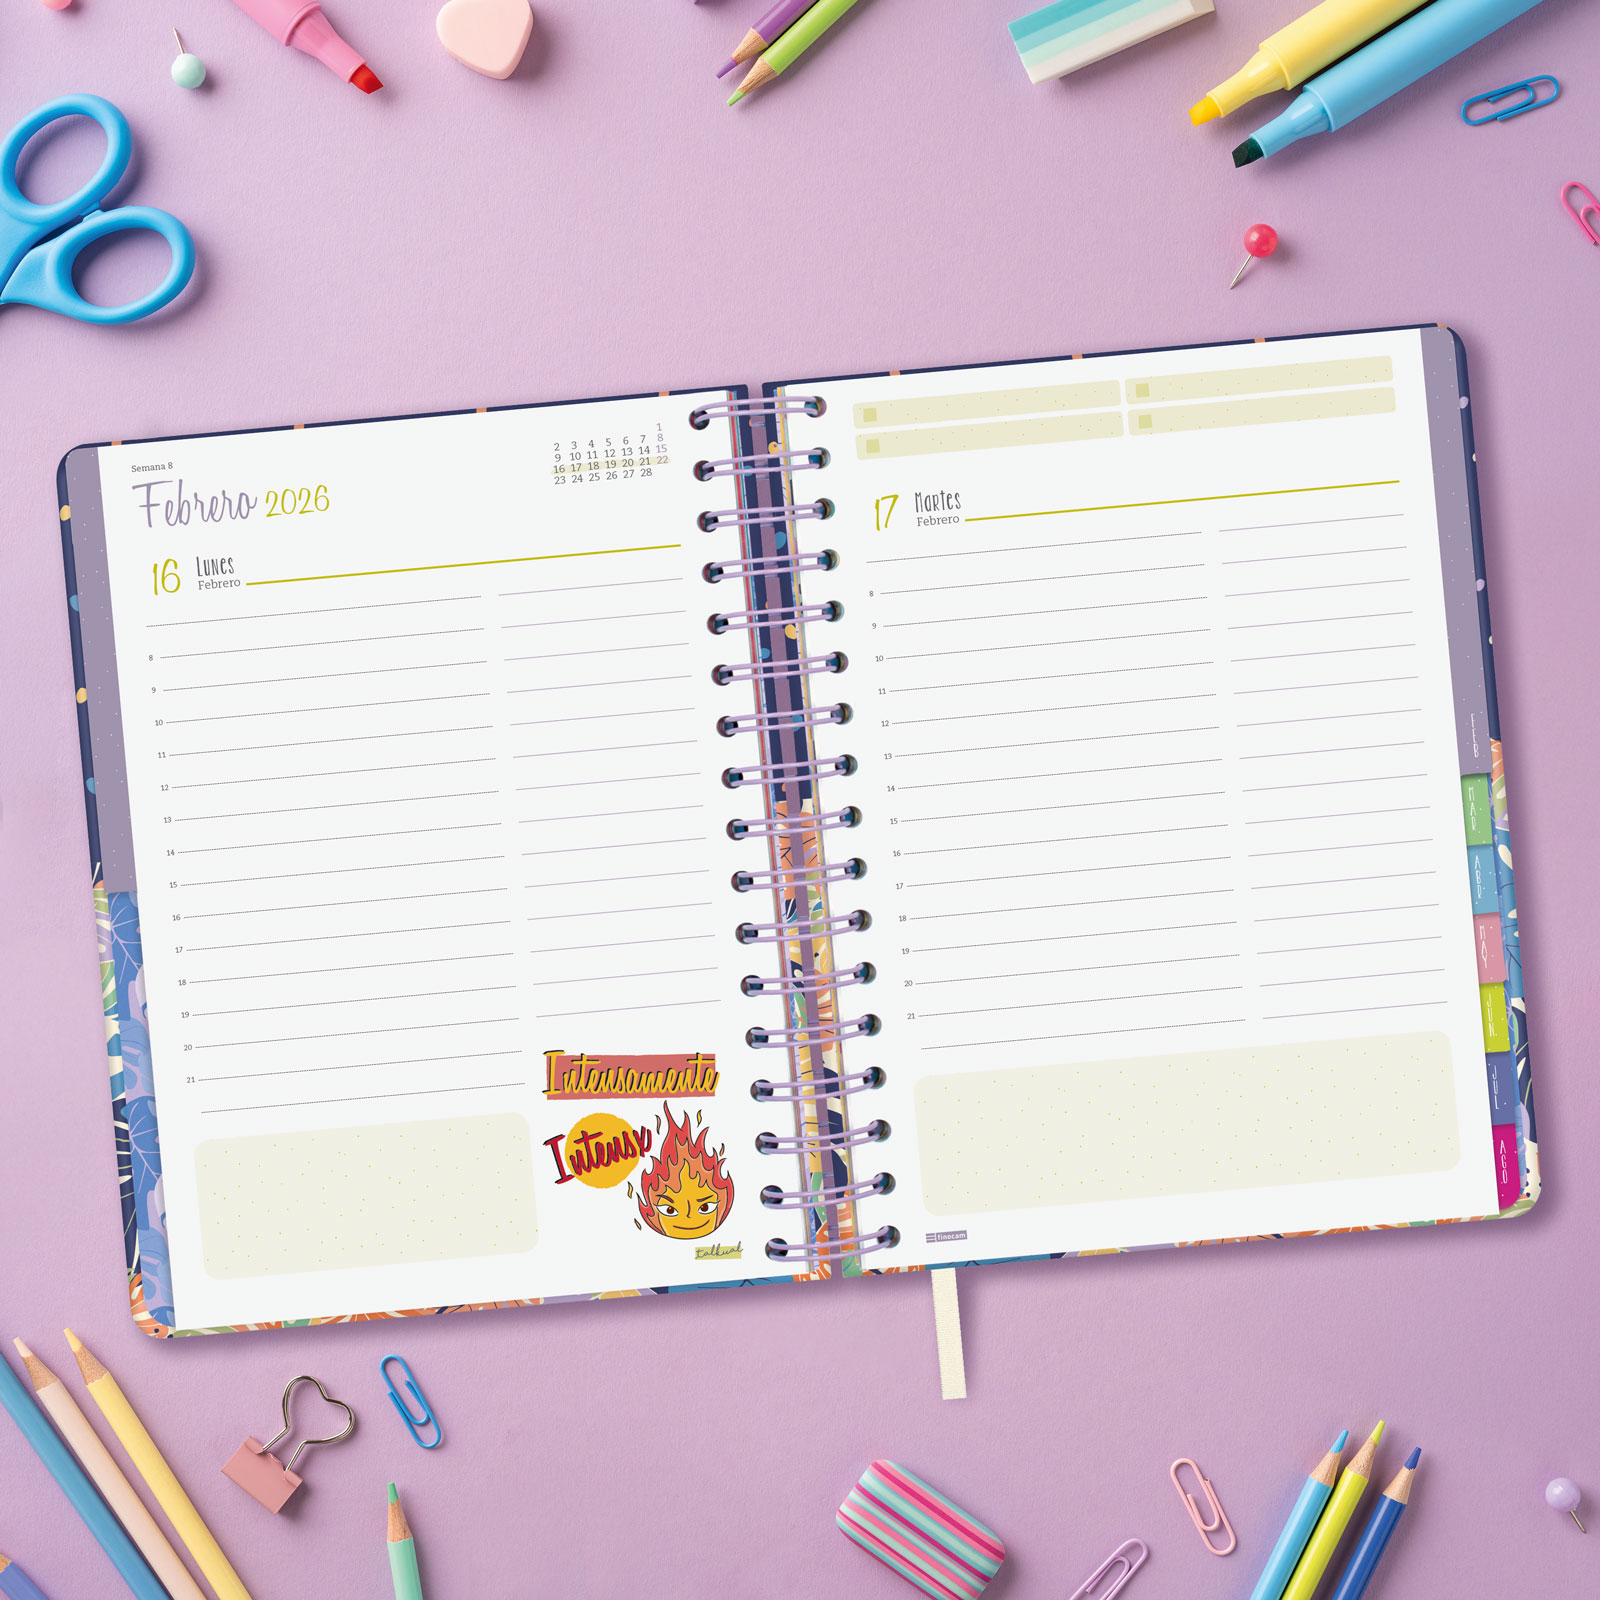 Semana 8
Febrero 2026
1
2 3 4 5 6 7 8
9 10 11 12 13 14 15
16 17 18 19 20 21 22
23 24 25 26 27 28
16 Lunes
Febrero
8
9
10
11
12
13
14
15
16
17
18
19
20
21
Intensamente
Intensx
talkual
17 Martes
Febrero
8
9
10
11
12
13
14
15
16
17
18
19
20
21
finocam
FEB
MAR
ABR
MAY
JUN
JUL
AGO